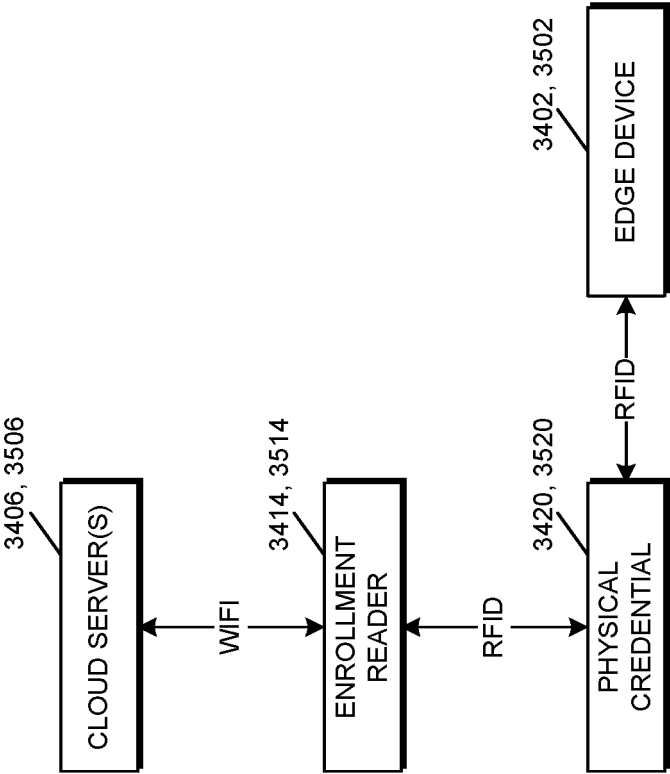 3406, 3506
CLOUD SERVER(S)
WIFI
3414, 3514
ENROLLMENT
READER
RFID
3420, 3520
PHYSICAL
CREDENTIAL
RFID
3402, 3502
EDGE DEVICE